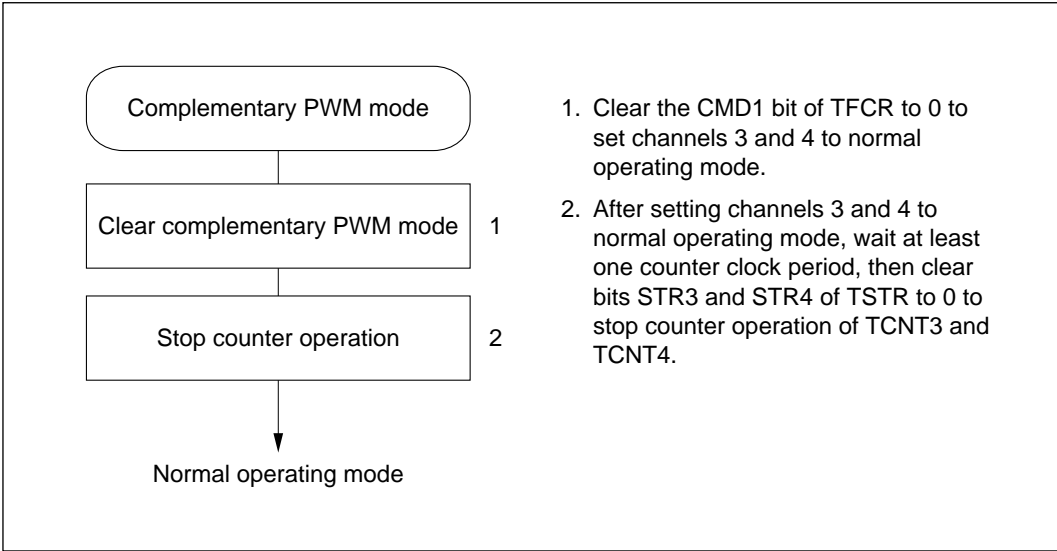 Complementary PWM mode
Clear complementary PWM mode 1
Stop counter operation 2
Normal operating mode
1. Clear the CMD1 bit of TFCR to 0 to
set channels 3 and 4 to normal
operating mode.
2. After setting channels 3 and 4 to
normal operating mode, wait at least
one counter clock period, then clear
bits STR3 and STR4 of TSTR to 0 to
stop counter operation of TCNT3 and
TCNT4.